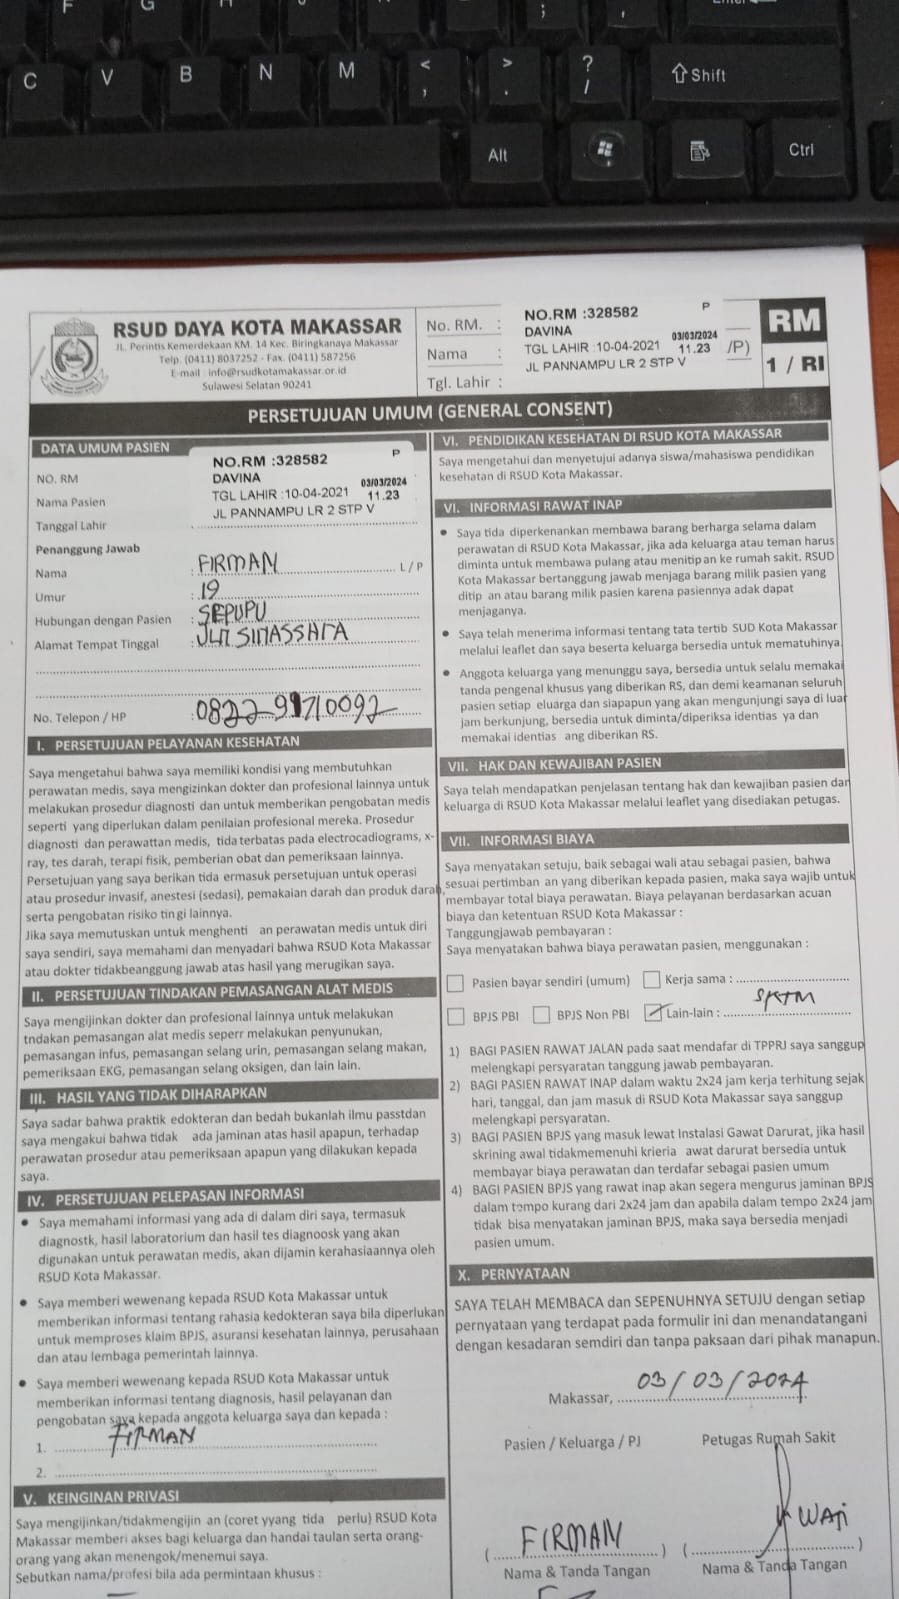 F G H J ; ,
C V B N M < , > . ? / Shift
Alt Ctrl
RSUD DAYA KOTA MAKASSAR
JL. Perintis Kemerdekaan KM. 14 Kec. Biringkanaya Makassar
Telp. (0411) 8037252 - Fax. (0411) 587256
E-mail : info@rsudkotamakassar.or.id
Sulawesi Selatan 90241
No. RM. :
Nama :
Tgl. Lahir :
NO.RM :328582 P
DAVINA 03/03/2024
TGL LAHIR :10-04-2021 11.23
JL PANNAMPU LR 2 STP V
/P)
RM
1 / RI
PERSETUJUAN UMUM (GENERAL CONSENT)
DATA UMUM PASIEN
NO. RM
Nama Pasien
Tanggal Lahir
NO.RM :328582 P
DAVINA 03/03/2024
TGL LAHIR :10-04-2021 11.23
JL PANNAMPU LR 2 STP V
Penanggung Jawab
Nama : FIRMAN L / P
Umur : 19
Hubungan dengan Pasien : SEPUPU
Alamat Tempat Tinggal :
No. Telepon / HP :
I. PERSETUJUAN PELAYANAN KESEHATAN
Saya mengetahui bahwa saya memiliki kondisi yang membutuhkan
perawatan medis, saya mengizinkan dokter dan profesional lainnya untuk
melakukan prosedur diagnosti dan untuk memberikan pengobatan medis
seperti yang diperlukan dalam penilaian profesional mereka. Prosedur
diagnosti dan perawattan medis, tida terbatas pada electrocadiograms, x-
ray, tes darah, terapi fisik, pemberian obat dan pemeriksaan lainnya.
Persetujuan yang saya berikan tida ermasuk persetujuan untuk operasi
atau prosedur invasif, anestesi (sedasi), pemakaian darah dan produk darah,
serta pengobatan risiko tin gi lainnya.
Jika saya memutuskan untuk menghenti an perawatan medis untuk diri
saya sendiri, saya memahami dan menyadari bahwa RSUD Kota Makassar
atau dokter tidakbeanggung jawab atas hasil yang merugikan saya.
II. PERSETUJUAN TINDAKAN PEMASANGAN ALAT MEDIS
Saya mengijinkan dokter dan profesional lainnya untuk melakukan
tndakan pemasangan alat medis seperr melakukan penyunukan,
pemasangan infus, pemasangan selang urin, pemasangan selang makan,
pemeriksaan EKG, pemasangan selang oksigen, dan lain lain.
III. HASIL YANG TIDAK DIHARAPKAN
Saya sadar bahwa praktik edokteran dan bedah bukanlah ilmu passtdan
saya mengakui bahwa tidak ada jaminan atas hasil apapun, terhadap
perawatan prosedur atau pemeriksaan apapun yang dilakukan kepada
saya.
IV. PERSETUJUAN PELEPASAN INFORMASI
• Saya memahami informasi yang ada di dalam diri saya, termasuk
diagnostk, hasil laboratorium dan hasil tes diagnoosk yang akan
digunakan untuk perawatan medis, akan dijamin kerahasiaannya oleh
RSUD Kota Makassar.
• Saya memberi wewenang kepada RSUD Kota Makassar untuk
memberikan informasi tentang rahasia kedokteran saya bila diperlukan
untuk memproses klaim BPJS, asuransi kesehatan lainnya, perusahaan
dan atau lembaga pemerintah lainnya.
• Saya memberi wewenang kepada RSUD Kota Makassar untuk
memberikan informasi tentang diagnosis, hasil pelayanan dan
pengobatan saya kepada anggota keluarga saya dan kepada :
1. FIRMAN
2.
V. KEINGINAN PRIVASI
Saya mengijinkan/tidakmengijin an (coret yyang tida perlu) RSUD Kota
Makassar memberi akses bagi keluarga dan handai taulan serta orang-
orang yang akan menengok/menemui saya.
Sebutkan nama/profesi bila ada permintaan khusus :
VI. PENDIDIKAN KESEHATAN DI RSUD KOTA MAKASSAR
Saya mengetahui dan menyetujui adanya siswa/mahasiswa pendidikan
kesehatan di RSUD Kota Makassar.
VI. INFORMASI RAWAT INAP
• Saya tida diperkenankan membawa barang berharga selama dalam
perawatan di RSUD Kota Makassar, jika ada keluarga atau teman harus
diminta untuk membawa pulang atau menitip an ke rumah sakit. RSUD
Kota Makassar bertanggung jawab menjaga barang milik pasien yang
ditip an atau barang milik pasien karena pasiennya adak dapat
menjaganya.
• Saya telah menerima informasi tentang tata tertib SUD Kota Makassar
melalui leaflet dan saya beserta keluarga bersedia untuk mematuhinya
• Anggota keluarga yang menunggu saya, bersedia untuk selalu memakai
tanda pengenal khusus yang diberikan RS, dan demi keamanan seluruh
pasien setiap eluarga dan siapapun yang akan mengunjungi saya di luar
jam berkunjung, bersedia untuk diminta/diperiksa identias ya dan
memakai identias ang diberikan RS.
VII. HAK DAN KEWAJIBAN PASIEN
Saya telah mendapatkan penjelasan tentang hak dan kewajiban pasien dan
keluarga di RSUD Kota Makassar melalui leaflet yang disediakan petugas.
VII. INFORMASI BIAYA
Saya menyatakan setuju, baik sebagai wali atau sebagai pasien, bahwa
sesuai pertimban an yang diberikan kepada pasien, maka saya wajib untuk
membayar total biaya perawatan. Biaya pelayanan berdasarkan acuan
biaya dan ketentuan RSUD Kota Makassar :
Tanggungjawab pembayaran :
Saya menyatakan bahwa biaya perawatan pasien, menggunakan :
Pasien bayar sendiri (umum) Kerja sama :
BPJS PBI BPJS Non PBI Lain-lain : SKTM
1) BAGI PASIEN RAWAT JALAN pada saat mendafar di TPPRJ saya sanggup
melengkapi persyaratan tanggung jawab pembayaran.
2) BAGI PASIEN RAWAT INAP dalam waktu 2x24 jam kerja terhitung sejak
hari, tanggal, dan jam masuk di RSUD Kota Makassar saya sanggup
melengkapi persyaratan.
3) BAGI PASIEN BPJS yang masuk lewat Instalasi Gawat Darurat, jika hasil
skrining awal tidakmemenuhi krieria awat darurat bersedia untuk
membayar biaya perawatan dan terdafar sebagai pasien umum
4) BAGI PASIEN BPJS yang rawat inap akan segera mengurus jaminan BPJS
dalam tempo kurang dari 2x24 jam dan apabila dalam tempo 2x24 jam
tidak bisa menyatakan jaminan BPJS, maka saya bersedia menjadi
pasien umum.
X. PERNYATAAN
SAYA TELAH MEMBACA dan SEPENUHNYA SETUJU dengan setiap
pernyataan yang terdapat pada formulir ini dan menandatangani
dengan kesadaran semdiri dan tanpa paksaan dari pihak manapun.
Makassar, 03/03/2024
Pasien / Keluarga / PJ Petugas Rumah Sakit
( FIRMAN ) ( )
Nama & Tanda Tangan Nama & Tanda Tangan